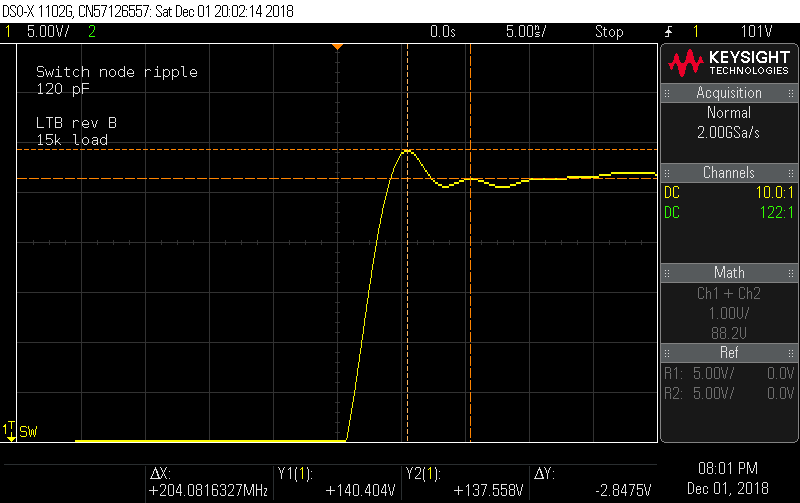 DSO-X 1102G, CN57126557: Sat Dec 01 20:02:14 2018
1 5.00V/ 2 0.0s 5.00%/ Stop 1 101V
Switch node ripple
120 pF
LTB rev B
15k load
KEYSIGHT
TECHNOLOGIES
Acquisition
Normal
2.00GSa/s
Channels
DC 10.0:1
DC 122:1
Math
Ch1 + Ch2
1.00V/
88.2V
Ref
R1: 5.00V/ 0.0V
R2: 5.00V/ 0.0V
1 T SW
ΔX: +204.0816327MHz
Y1(1): +140.404V
Y2(1): +137.558V
ΔY: -2.8475V
08:01 PM
Dec 01, 2018